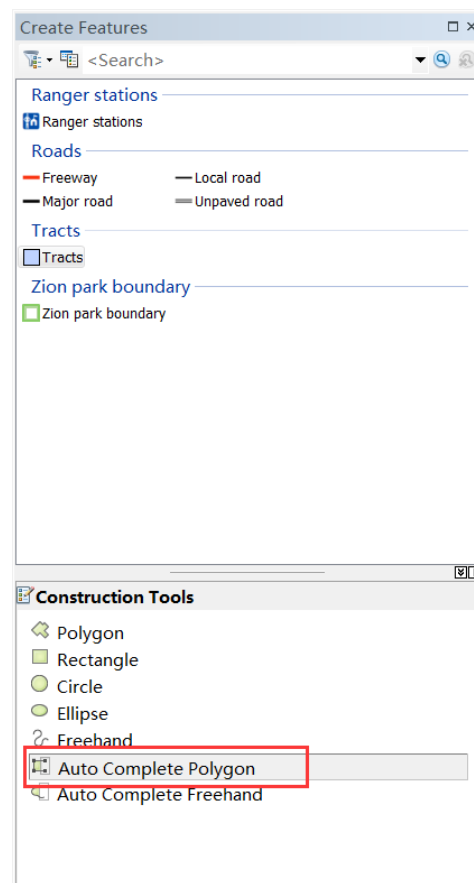 Create Features
<Search>
Ranger stations
Ranger stations
Roads
Freeway Local road
Major road Unpaved road
Tracts
Tracts
Zion park boundary
Zion park boundary
Construction Tools
Polygon
Rectangle
Circle
Ellipse
Freehand
Auto Complete Polygon
Auto Complete Freehand